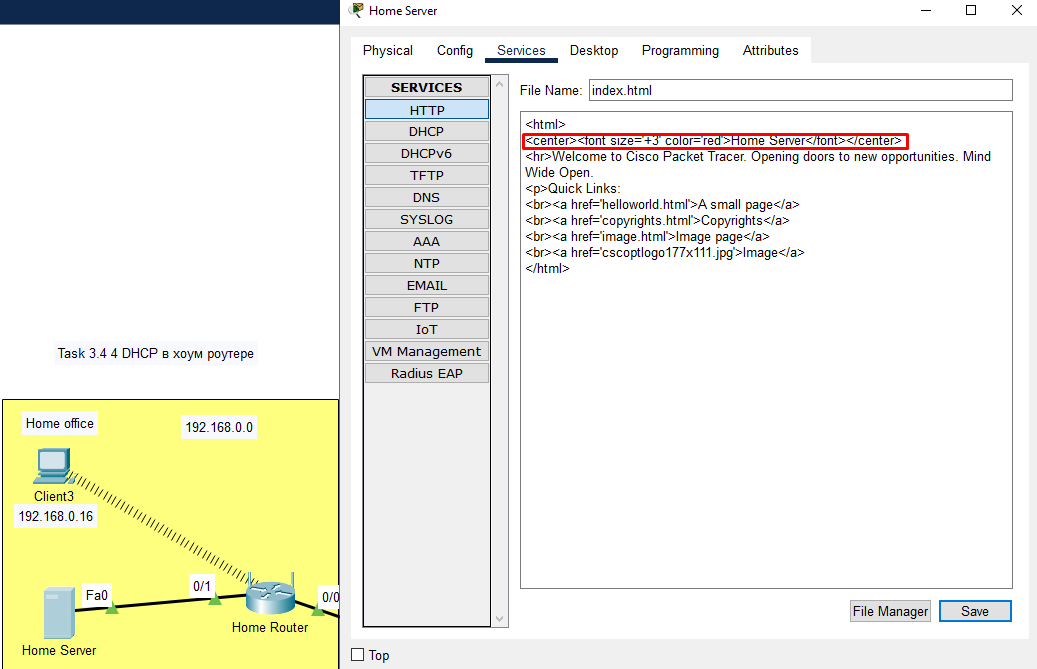 Home Server
Physical Config Services Desktop Programming Attributes
SERVICES
HTTP
DHCP
DHCPv6
TFTP
DNS
SYSLOG
AAA
NTP
EMAIL
FTP
IoT
VM Management
Radius EAP
File Name: index.html
<html>
<center><font size='+3' color='red'>Home Server</font></center>
<hr>Welcome to Cisco Packet Tracer. Opening doors to new opportunities. Mind
Wide Open.
<p>Quick Links:
<br><a href='helloworld.html'>A small page</a>
<br><a href='copyrights.html'>Copyrights</a>
<br><a href='image.html'>Image page</a>
<br><a href='cscoptlogo177x111.jpg'>Image</a>
</html>
File Manager Save
Top
Task 3.4 4 DHCP в хоум роутере
Home office
192.168.0.0
Client3
192.168.0.16
Fa0
0/1
0/0
Home Router
Home Server